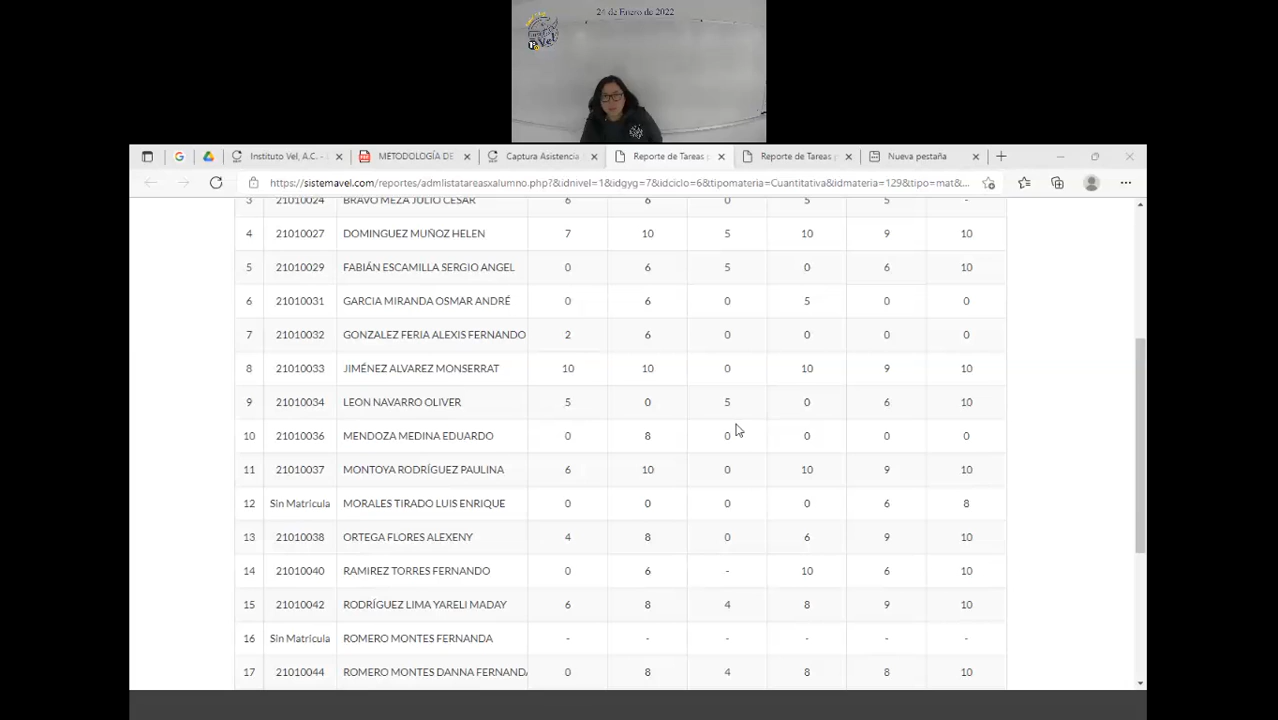 24 de Enero de 2022
Vel
Instituto Vel, A.C. -
METODOLOGÍA DE
Captura Asistencia
Reporte de Tareas
Reporte de Tareas
Nueva pestaña
https://sistemavel.com/reportes/admlistatareasxalumno.php?&idnivel=1&idgyg=7&idciclo=6&tipomateria=Cuantitativa&idmateria=129&tipo=mat&...
3 21010024 BRAVO MEZA JULIO CESAR 6 6 0 5 5 -
4 21010027 DOMINGUEZ MUÑOZ HELEN 7 10 5 10 9 10
5 21010029 FABIÁN ESCAMILLA SERGIO ANGEL 0 6 5 0 6 10
6 21010031 GARCIA MIRANDA OSMAR ANDRÉ 0 6 0 5 0 0
7 21010032 GONZALEZ FERIA ALEXIS FERNANDO 2 6 0 0 0 0
8 21010033 JIMÉNEZ ALVAREZ MONSERRAT 10 10 0 10 9 10
9 21010034 LEON NAVARRO OLIVER 5 0 5 0 6 10
10 21010036 MENDOZA MEDINA EDUARDO 0 8 0 0 0 0
11 21010037 MONTOYA RODRÍGUEZ PAULINA 6 10 0 10 9 10
12 Sin Matrícula MORALES TIRADO LUIS ENRIQUE 0 0 0 0 6 8
13 21010038 ORTEGA FLORES ALEXENY 4 8 0 6 9 10
14 21010040 RAMIREZ TORRES FERNANDO 0 6 - 10 6 10
15 21010042 RODRÍGUEZ LIMA YARELI MADAY 6 8 4 8 9 10
16 Sin Matrícula ROMERO MONTES FERNANDA - - - - - -
17 21010044 ROMERO MONTES DANNA FERNANDA 0 8 4 8 8 10